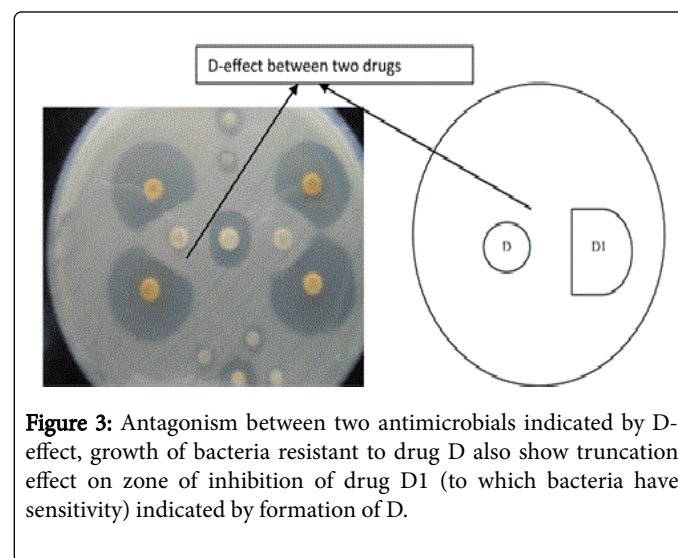 D-effect between two drugs
D
D1
Figure 3: Antagonism between two antimicrobials indicated by D-
effect, growth of bacteria resistant to drug D also show truncation
effect on zone of inhibition of drug D1 (to which bacteria have
sensitivity) indicated by formation of D.